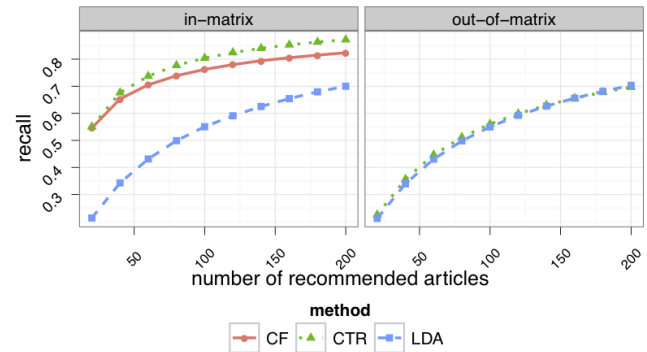 in−matrix
out−of−matrix
recall
0.8
0.7
0.6
0.5
0.4
0.3
50
100
150
200
50
100
150
200
number of recommended articles
method
CF
CTR
LDA